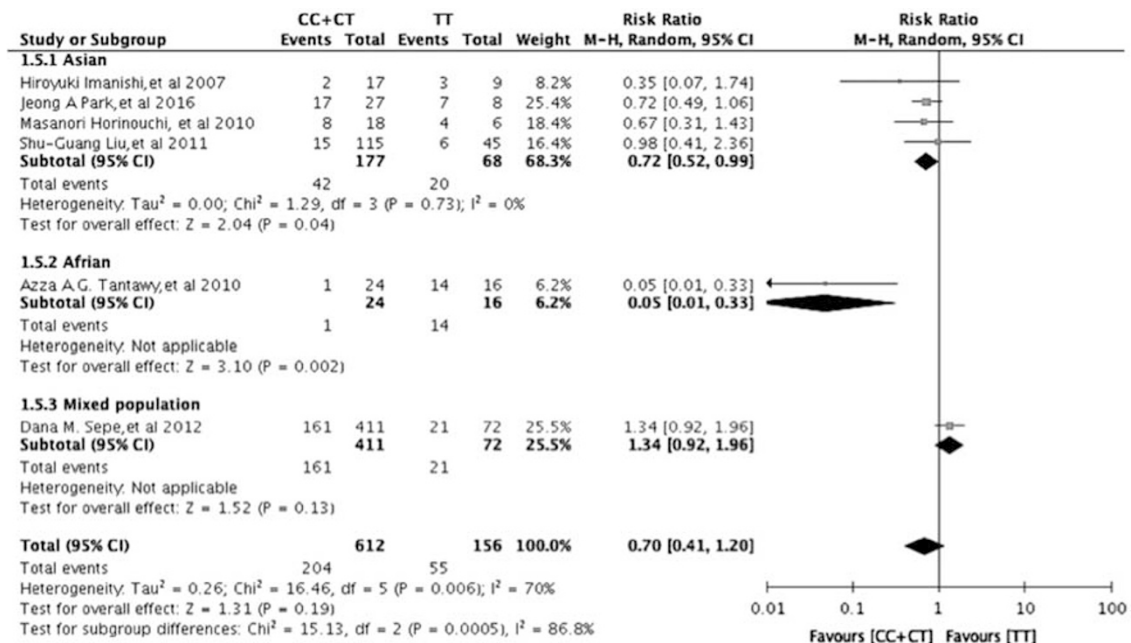 CC+CT TT Risk Ratio Risk Ratio
Study or Subgroup Events Total Events Total Weight M-H, Random, 95% CI M-H, Random, 95% CI
1.5.1 Asian
Hiroyuki Imanishi,et al 2007 2 17 3 9 8.2% 0.35 [0.07, 1.74]
Jeong A Park,et al 2016 17 27 7 8 25.4% 0.72 [0.49, 1.06]
Masanori Horinouchi, et al 2010 8 18 4 6 18.4% 0.67 [0.31, 1.43]
Shu-Guang Liu,et al 2011 15 115 6 45 16.4% 0.98 [0.41, 2.36]
Subtotal (95% CI) 177 68 68.3% 0.72 [0.52, 0.99]
Total events 42 20
Heterogeneity: Tau² = 0.00; Chi² = 1.29, df = 3 (P = 0.73); I² = 0%
Test for overall effect: Z = 2.04 (P = 0.04)
1.5.2 Afrian
Azza A.G. Tantawy,et al 2010 1 24 14 16 6.2% 0.05 [0.01, 0.33]
Subtotal (95% CI) 24 16 6.2% 0.05 [0.01, 0.33]
Total events 1 14
Heterogeneity: Not applicable
Test for overall effect: Z = 3.10 (P = 0.002)
1.5.3 Mixed population
Dana M. Sepe,et al 2012 161 411 21 72 25.5% 1.34 [0.92, 1.96]
Subtotal (95% CI) 411 72 25.5% 1.34 [0.92, 1.96]
Total events 161 21
Heterogeneity: Not applicable
Test for overall effect: Z = 1.52 (P = 0.13)
Total (95% CI) 612 156 100.0% 0.70 [0.41, 1.20]
Total events 204 55
Heterogeneity: Tau² = 0.26; Chi² = 16.46, df = 5 (P = 0.006); I² = 70%
Test for overall effect: Z = 1.31 (P = 0.19)
Test for subgroup differences: Chi² = 15.13, df = 2 (P = 0.0005), I² = 86.8%
0.01 0.1 1 10 100
Favours [CC+CT] Favours [TT]